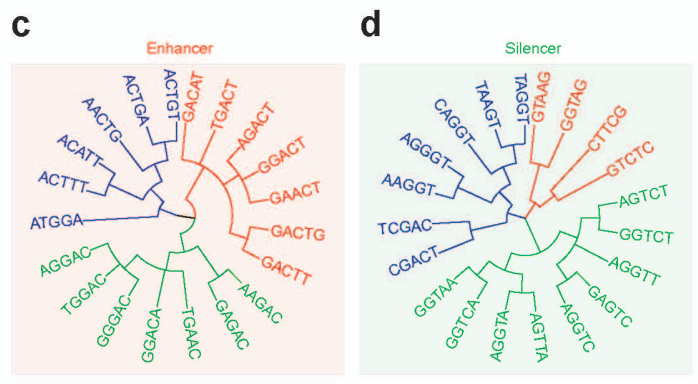 c
Enhancer
ATGGA
ACTTT
ACATT
AACTG
ACTGA
ACTGT
GACAT
TGACT
AGACT
GGACT
GAACT
GACTG
GACTT
AAGAC
GAGAC
TGAAC
GGACA
GGGAC
TGGAC
AGGAC
d
Silencer
CGACT
TCGAC
AAGGT
AGGGT
CAGGT
TAAGT
TAGGT
GTAAG
GGTAG
CTTCG
GTCTC
AGTCT
GGTCT
AGGTT
GAGTC
AGGTC
AGTTA
AGGTA
GGTCA
GGTAA